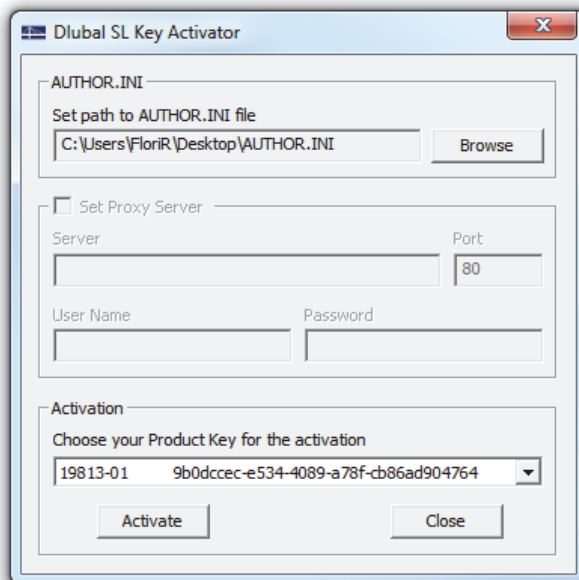 Dlubal SL Key Activator
AUTHOR.INI
Set path to AUTHOR.INI file
C:\Users\FloriR\Desktop\AUTHOR.INI
Browse
Set Proxy Server
Server Port
80
User Name Password
Activation
Choose your Product Key for the activation
19813-01 9b0dccec-e534-4089-a78f-cb86ad904764
Activate Close